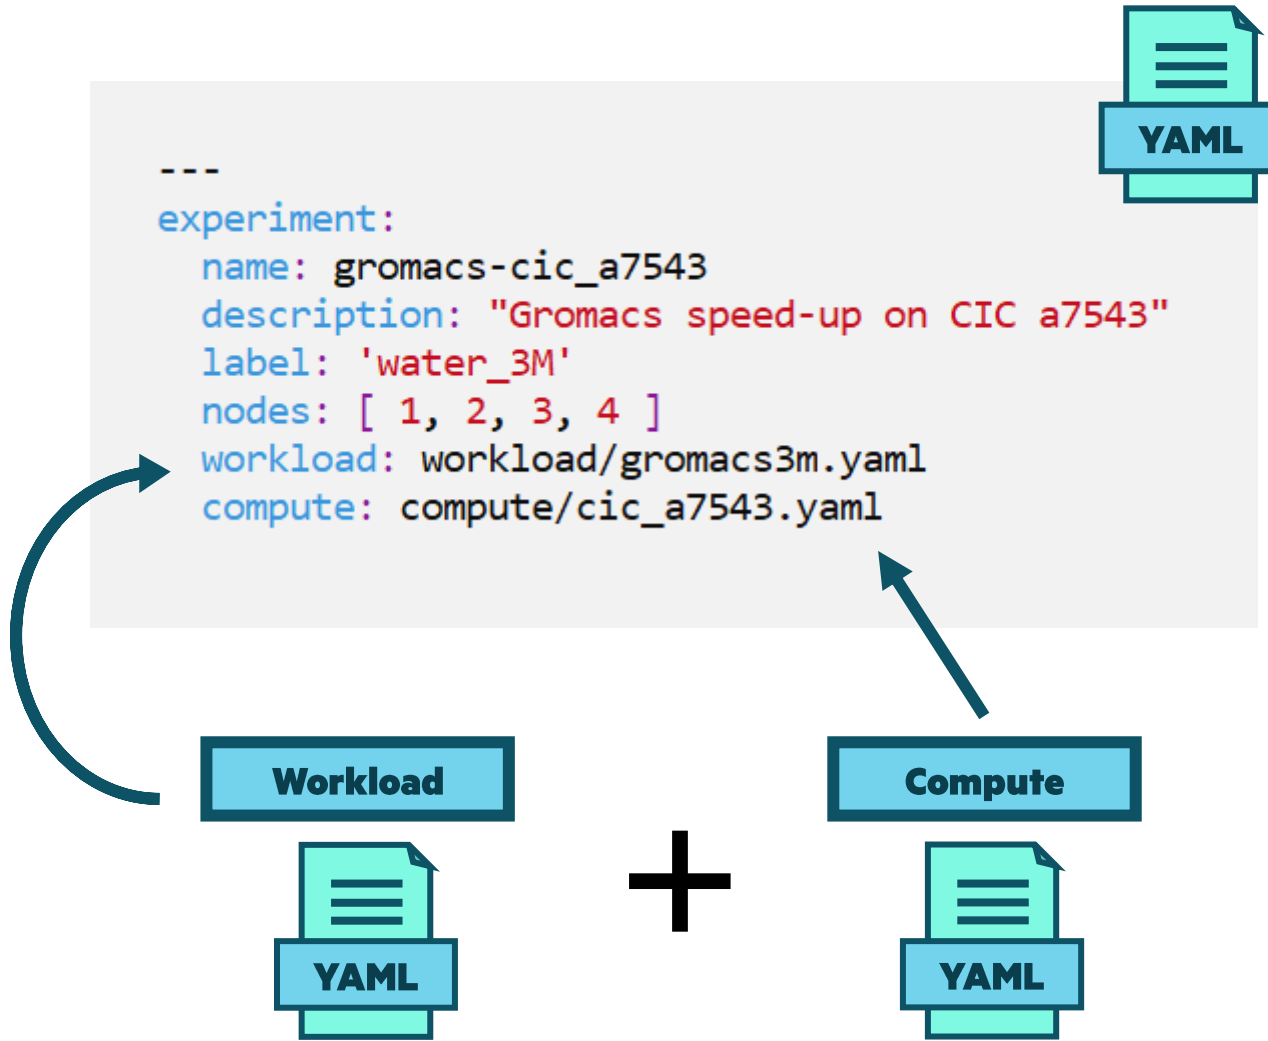 YAML
---
experiment:
name: gromacs-cic_a7543
description: "Gromacs speed-up on CIC a7543"
label: 'water_3M'
nodes: [ 1, 2, 3, 4 ]
workload: workload/gromacs3m.yaml
compute: compute/cic_a7543.yaml
Workload
Compute
+
YAML
YAML